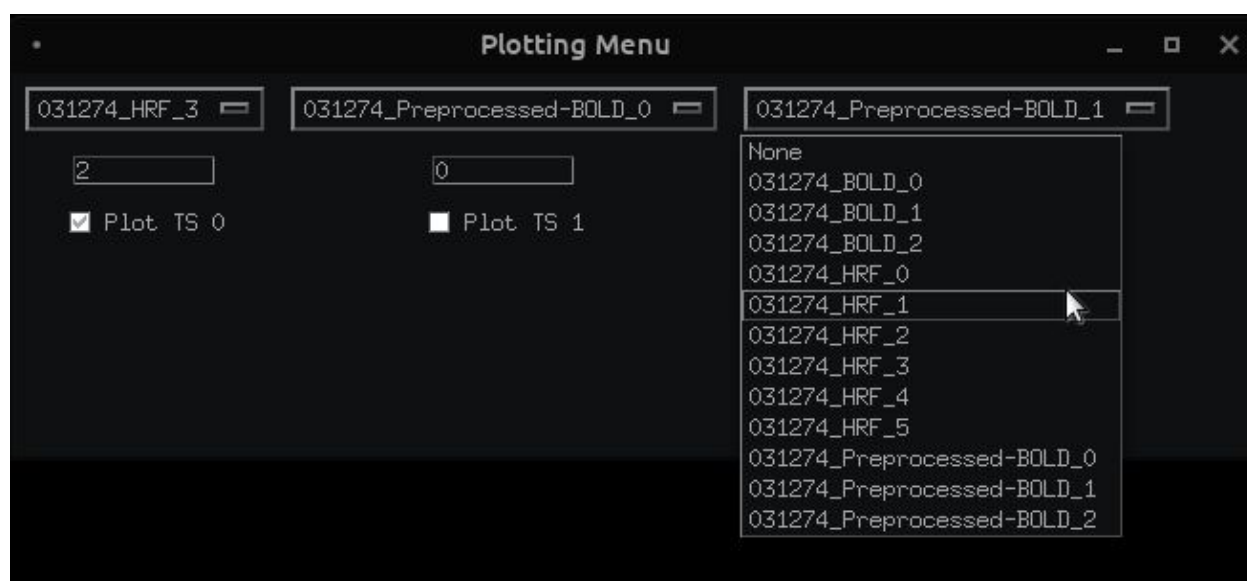 Plotting Menu
031274_HRF_3
031274_Preprocessed-BOLD_0
031274_Preprocessed-BOLD_1
2
0
Plot TS 0
Plot TS 1
None
031274_BOLD_0
031274_BOLD_1
031274_BOLD_2
031274_HRF_0
031274_HRF_1
031274_HRF_2
031274_HRF_3
031274_HRF_4
031274_HRF_5
031274_Preprocessed-BOLD_0
031274_Preprocessed-BOLD_1
031274_Preprocessed-BOLD_2